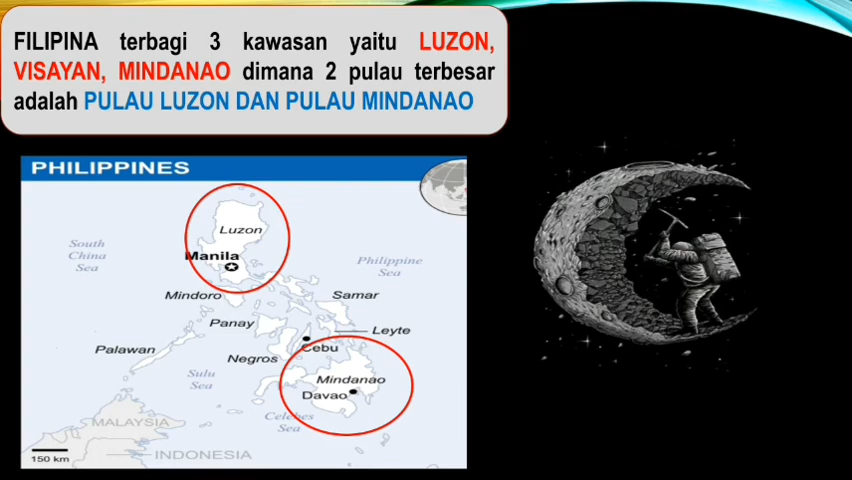 FILIPINA terbagi 3 kawasan yaitu LUZON,
VISAYAN, MINDANAO dimana 2 pulau terbesar
adalah PULAU LUZON DAN PULAU MINDANAO
PHILIPPINES
Luzon
South
China
Sea
Manila
Philippine
Sea
Mindoro
Samar
Panay
Leyte
Cebu
Palawan
Negros
Sulu
Sea
Mindanao
Davao
Celebes
Sea
MALAYSIA
INDONESIA
150 km